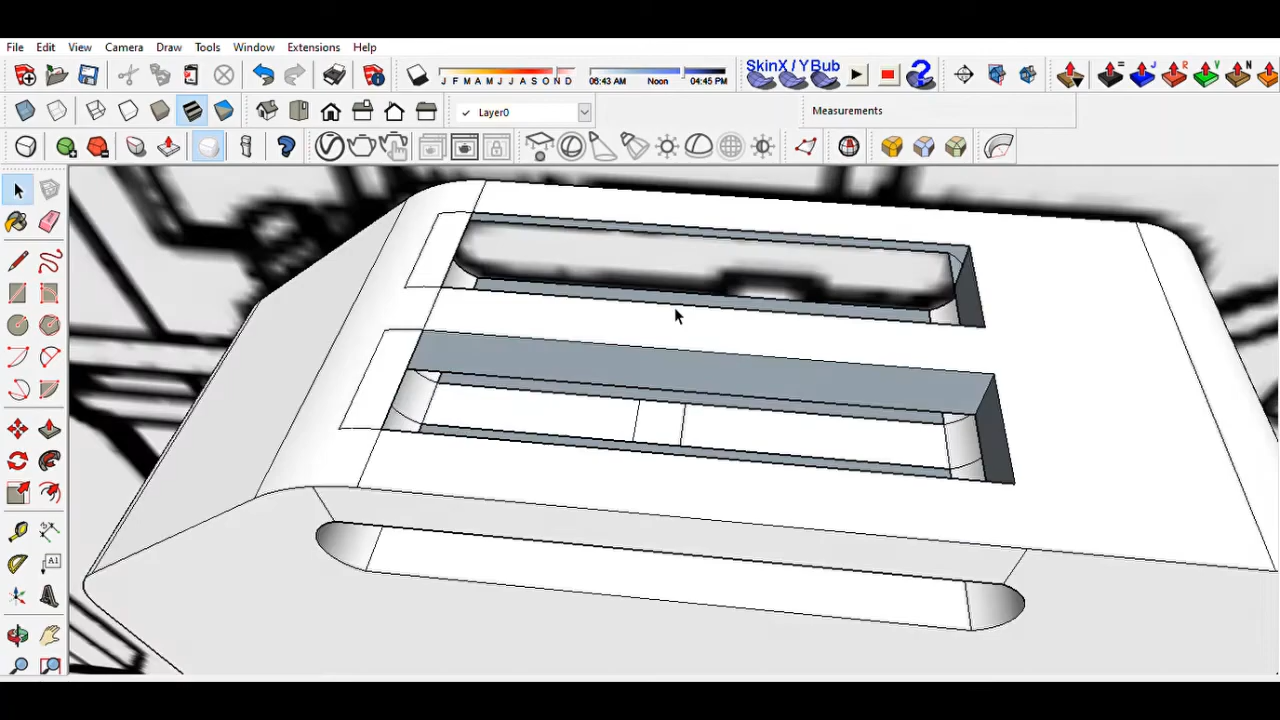 File Edit View Camera Draw Tools Window Extensions Help
J F M A M J J A S O N D
06:43 AM Noon 04:45 PM
SkinX / YBub
= J R V N
Layer0
Measurements
A1